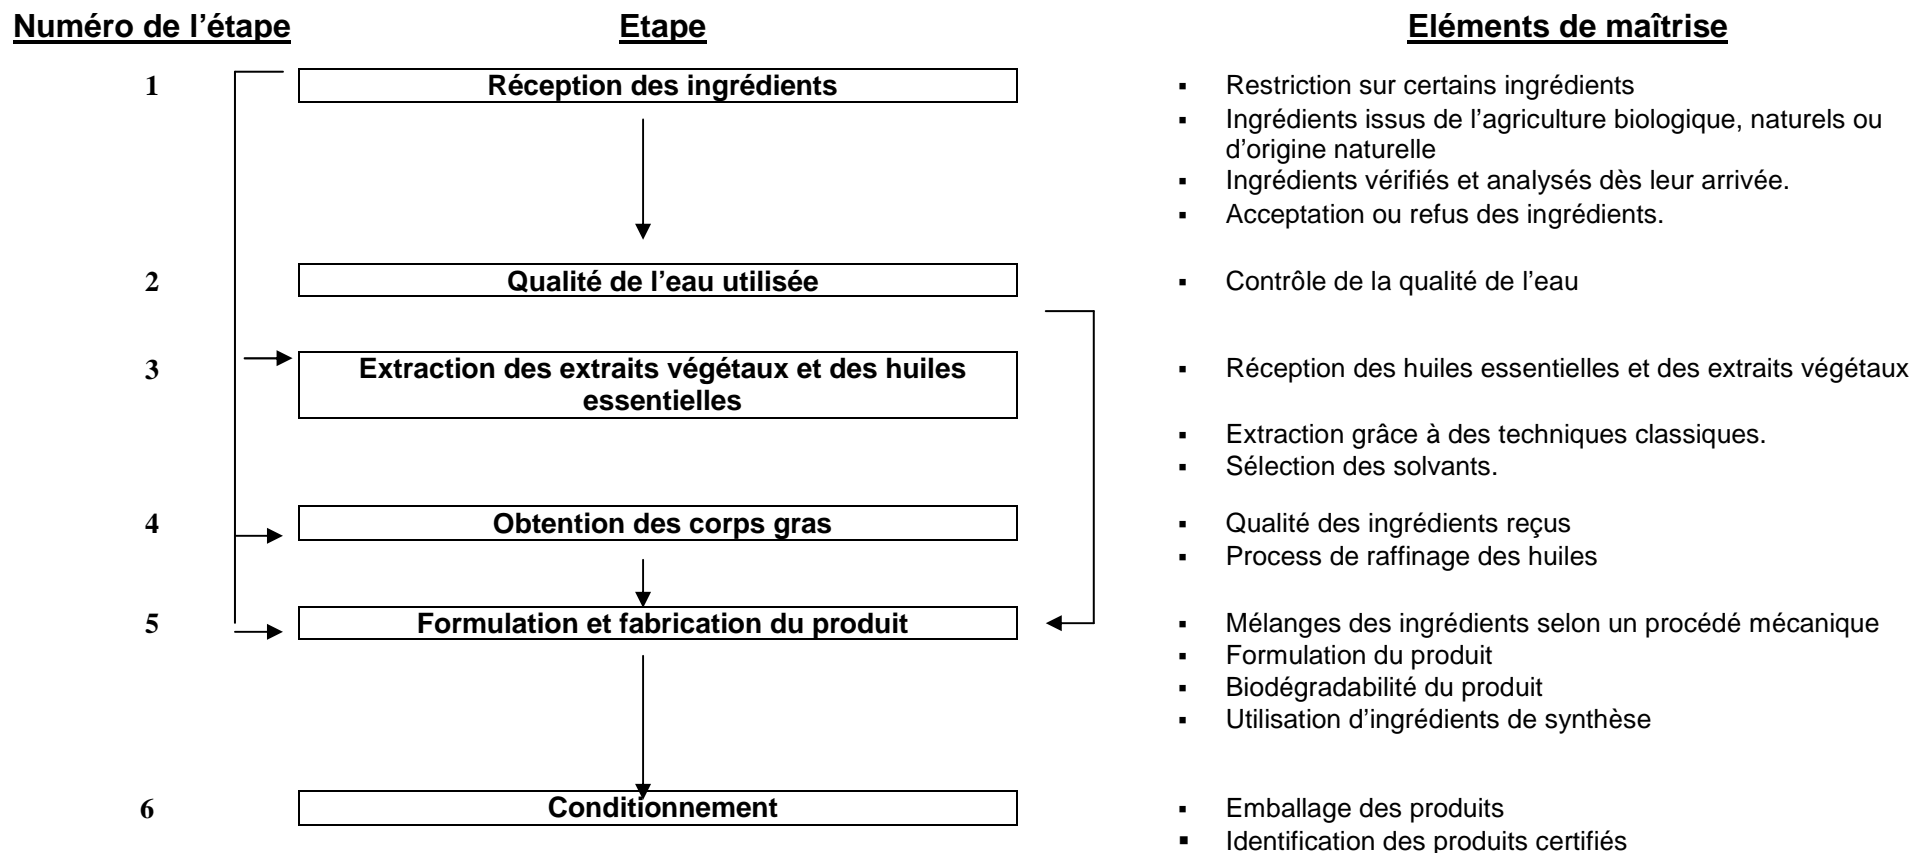 Numéro de l'étape Etape Eléments de maîtrise
1 Réception des ingrédients ▪ Restriction sur certains ingrédients
▪ Ingrédients issus de l'agriculture biologique, naturels ou
d'origine naturelle
▪ Ingrédients vérifiés et analysés dès leur arrivée.
▪ Acceptation ou refus des ingrédients.
2 Qualité de l'eau utilisée ▪ Contrôle de la qualité de l'eau
3 Extraction des extraits végétaux et des huiles ▪ Réception des huiles essentielles et des extraits végétaux
essentielles
▪ Extraction grâce à des techniques classiques.
▪ Sélection des solvants.
4 Obtention des corps gras ▪ Qualité des ingrédients reçus
▪ Process de raffinage des huiles
5 Formulation et fabrication du produit ▪ Mélanges des ingrédients selon un procédé mécanique
▪ Formulation du produit
▪ Biodégradabilité du produit
▪ Utilisation d'ingrédients de synthèse
6 Conditionnement ▪ Emballage des produits
▪ Identification des produits certifiés